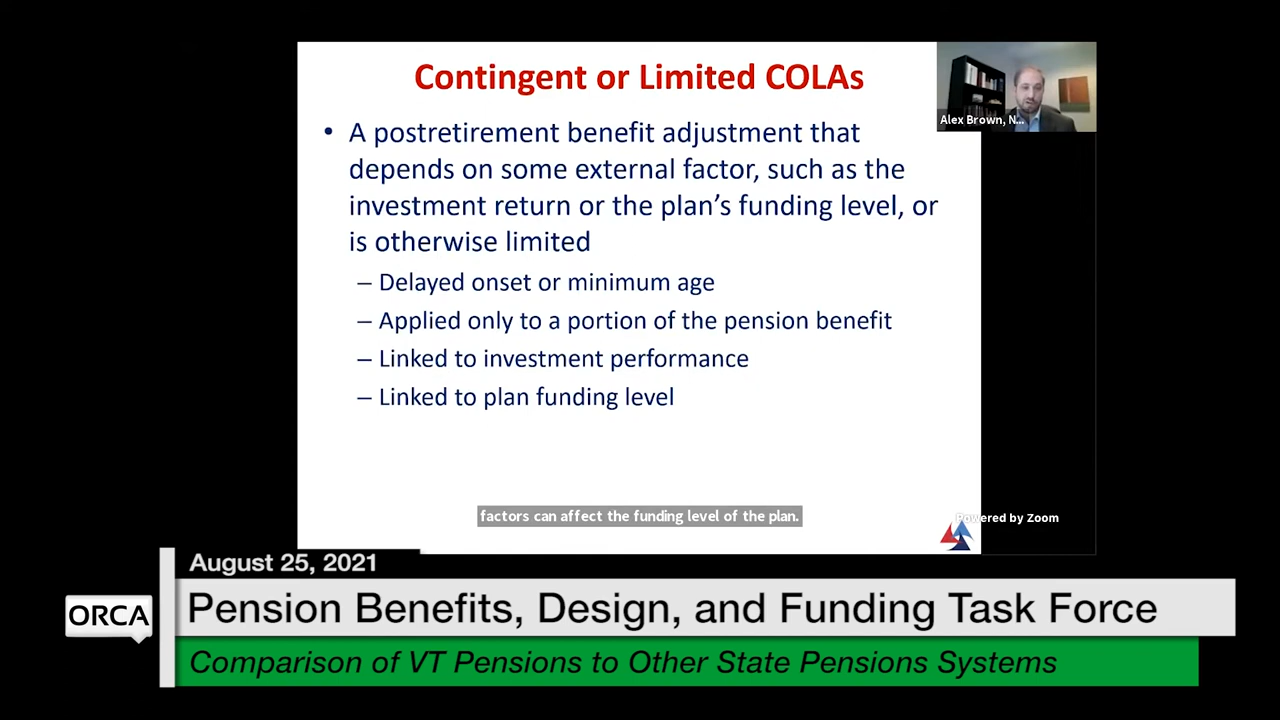 Contingent or Limited COLAs
Alex Brown, N...
• A postretirement benefit adjustment that
depends on some external factor, such as the
investment return or the plan’s funding level, or
is otherwise limited
– Delayed onset or minimum age
– Applied only to a portion of the pension benefit
– Linked to investment performance
– Linked to plan funding level
factors can affect the funding level of the plan.
Powered by Zoom
August 25, 2021
ORCA
Pension Benefits, Design, and Funding Task Force
Comparison of VT Pensions to Other State Pensions Systems